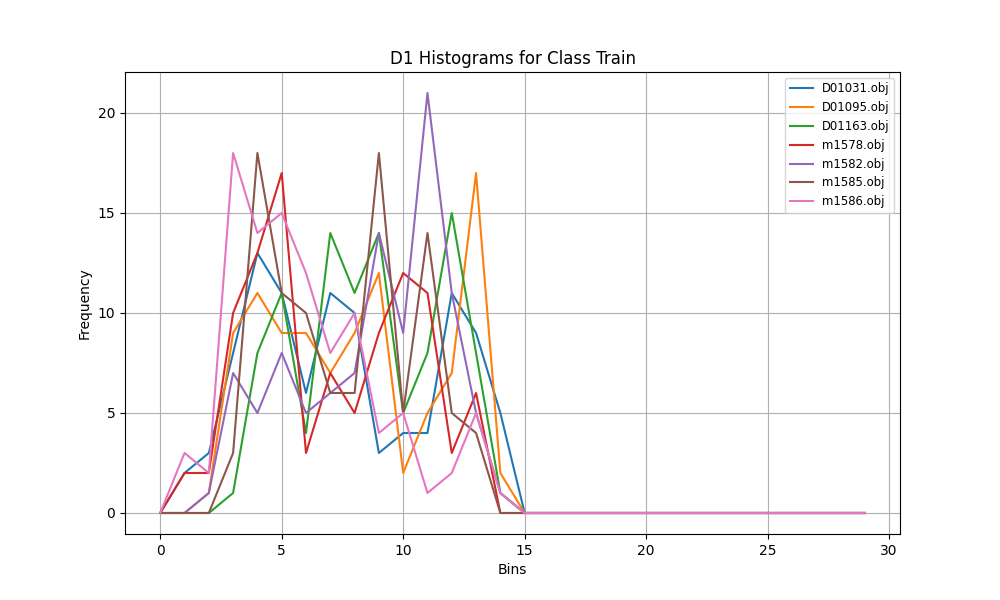 D1 Histograms for Class Train
D01031.obj
D01095.obj
D01163.obj
m1578.obj
m1582.obj
m1585.obj
m1586.obj
Frequency
20
15
10
5
0
0 5 10 15 20 25 30
Bins